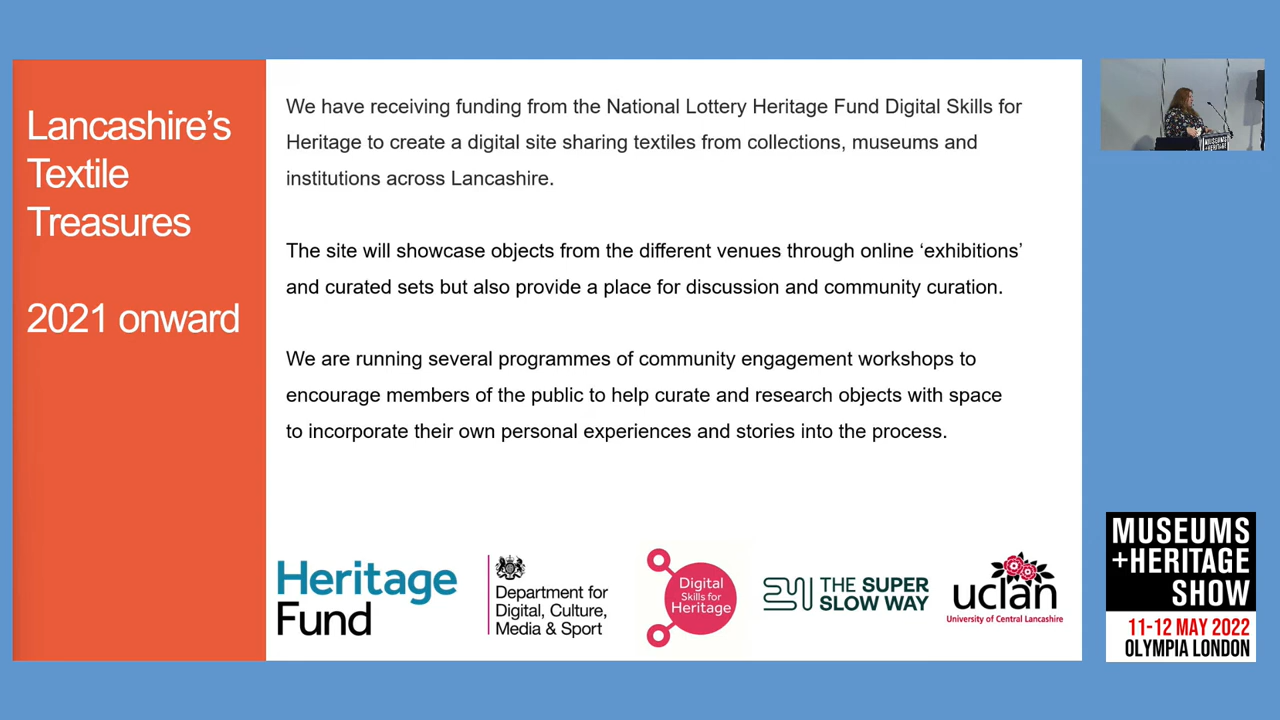 Lancashire's
Textile
Treasures
2021 onward
We have receiving funding from the National Lottery Heritage Fund Digital Skills for
Heritage to create a digital site sharing textiles from collections, museums and
institutions across Lancashire.
The site will showcase objects from the different venues through online ‘exhibitions’
and curated sets but also provide a place for discussion and community curation.
We are running several programmes of community engagement workshops to
encourage members of the public to help curate and research objects with space
to incorporate their own personal experiences and stories into the process.
Heritage
Fund
Department for
Digital, Culture,
Media & Sport
Digital
Skills for
Heritage
THE SUPER
SLOW WAY
uclan
University of Central Lancashire
MUSEUMS
+HERITAGE
MUSEUMS
+HERITAGE
SHOW
11-12 MAY 2022
OLYMPIA LONDON